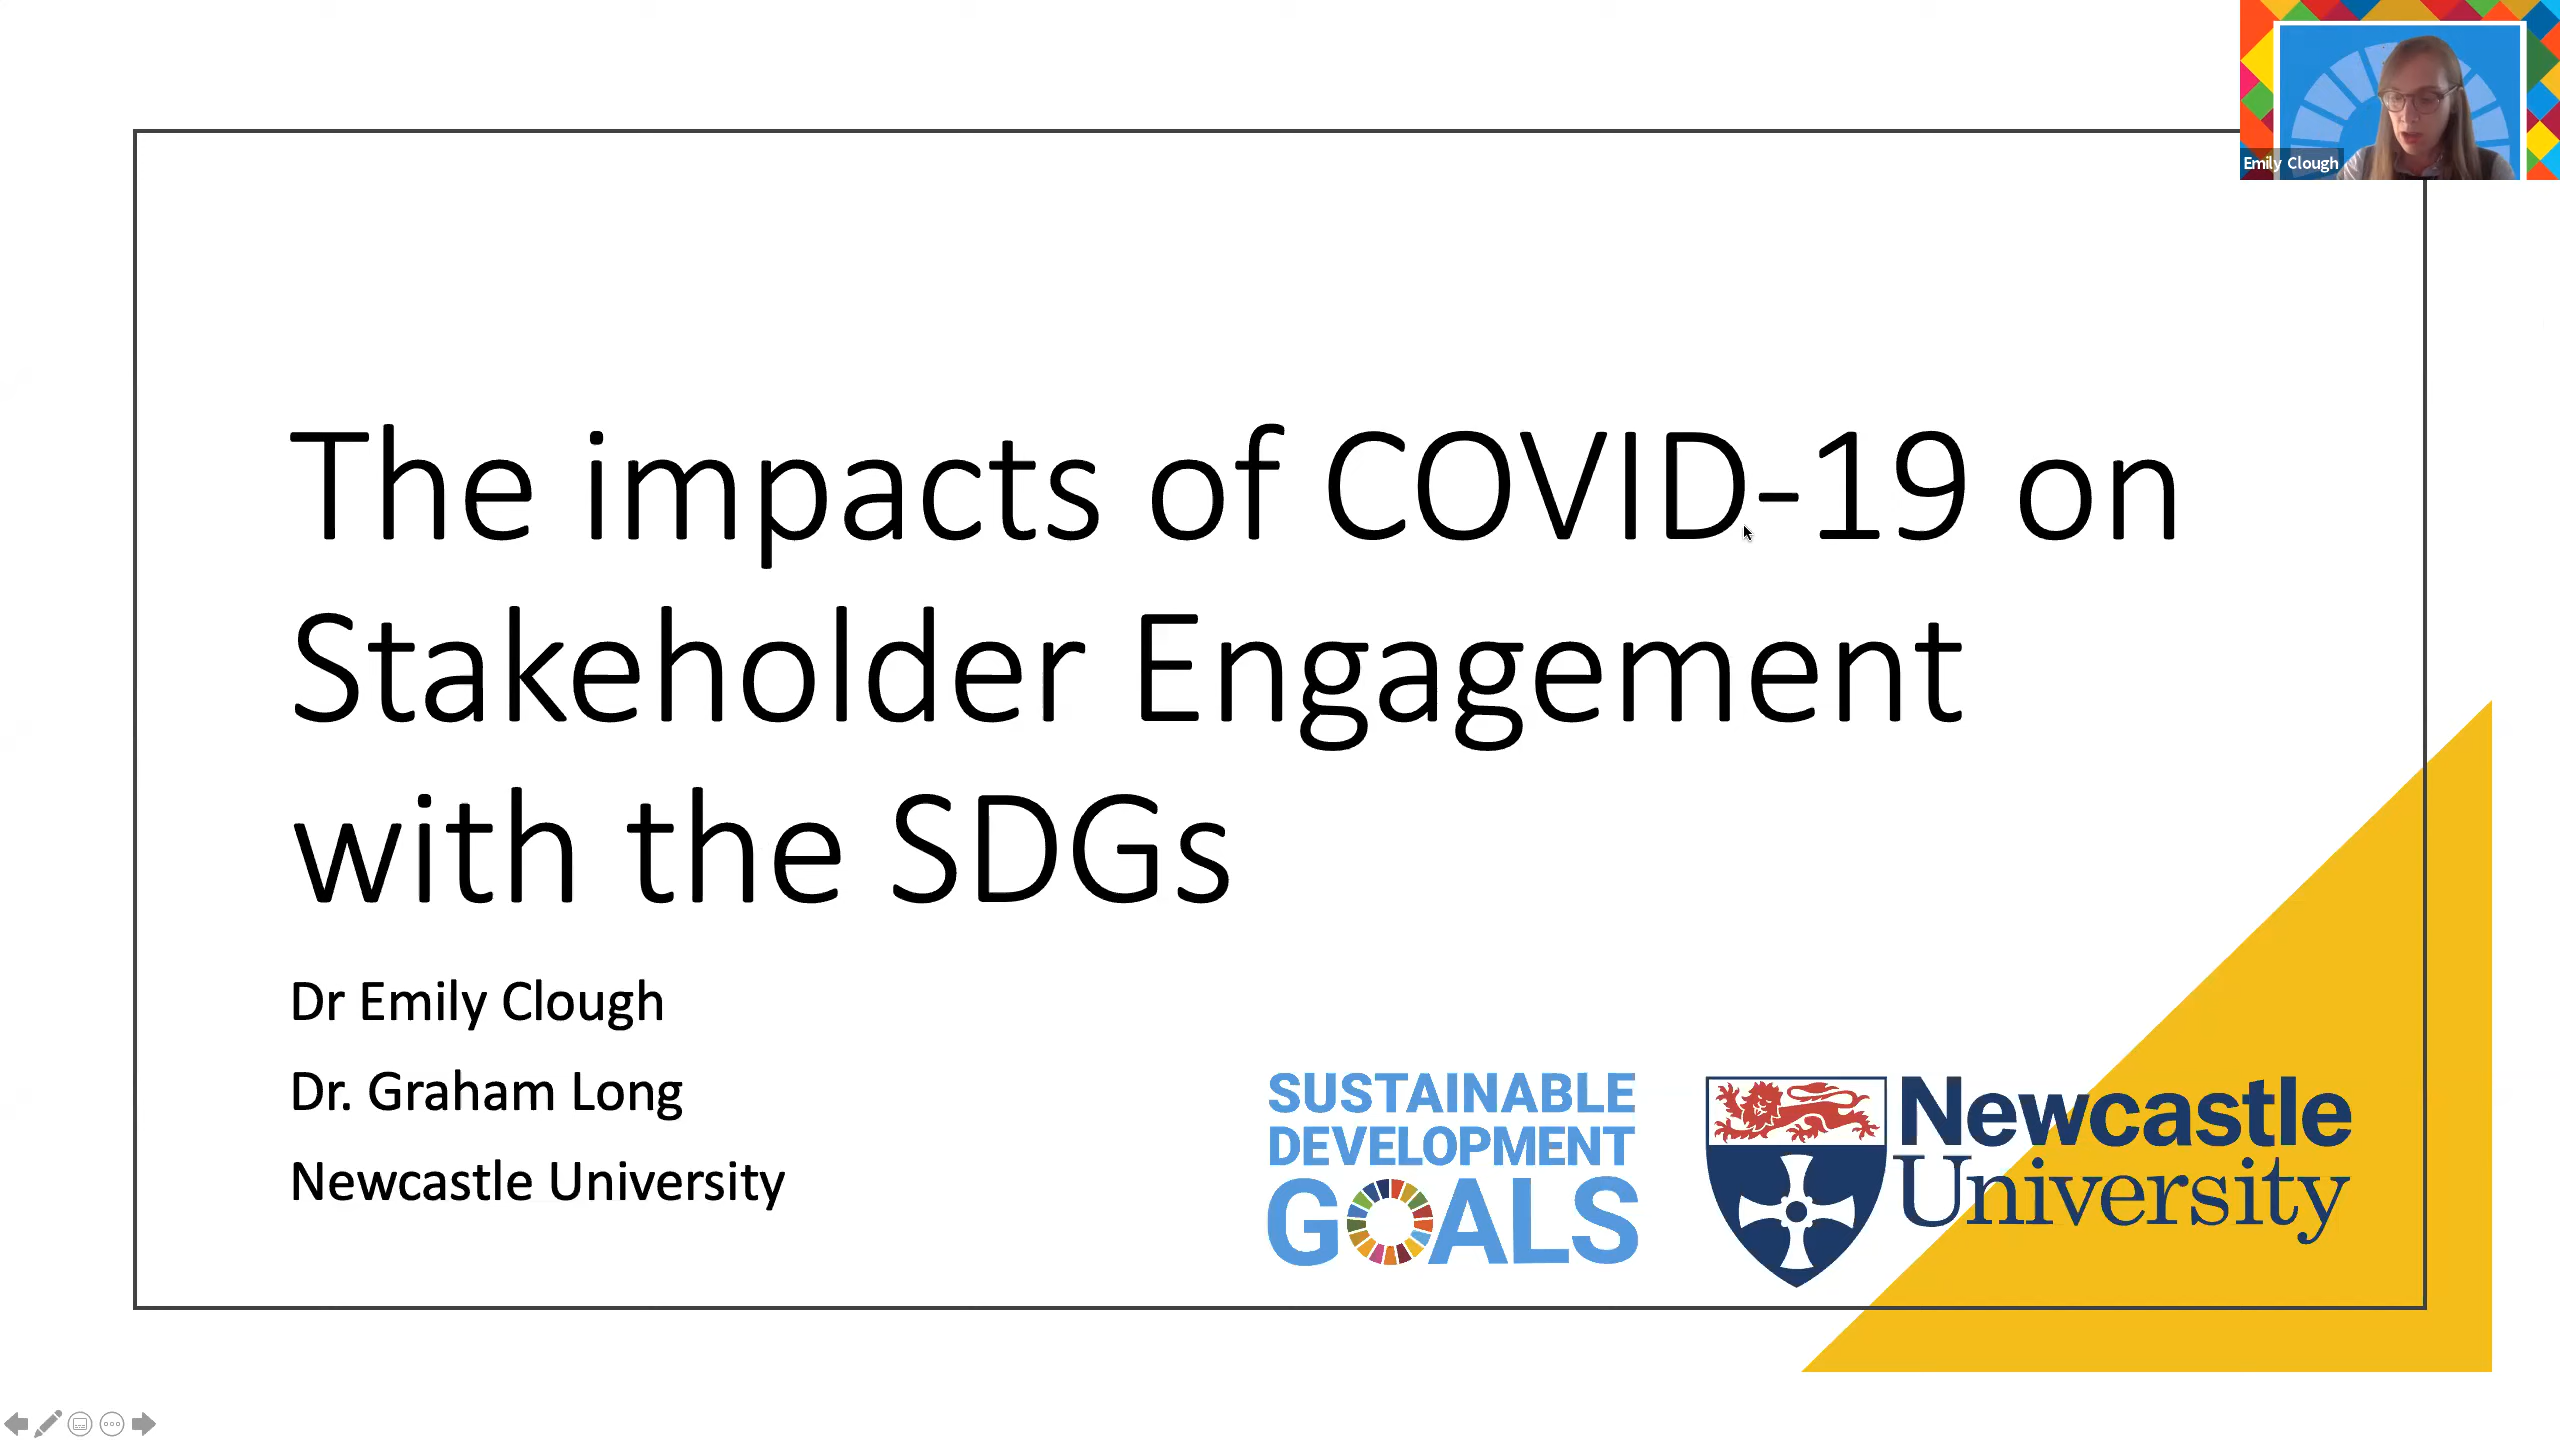 Emily Clough
The impacts of COVID-19 on
Stakeholder Engagement
with the SDGs
Dr Emily Clough
Dr. Graham Long
Newcastle University
SUSTAINABLE
DEVELOPMENT
GOALS
Newcastle
University